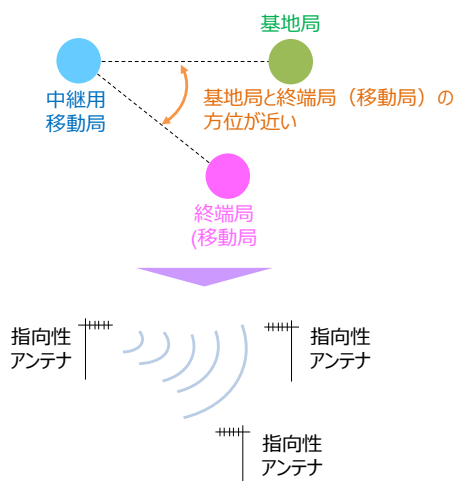 基地局
中継用
移動局
基地局と終端局（移動局）の
方位が近い
終端局
(移動局
指向性
アンテナ
指向性
アンテナ
指向性
アンテナ